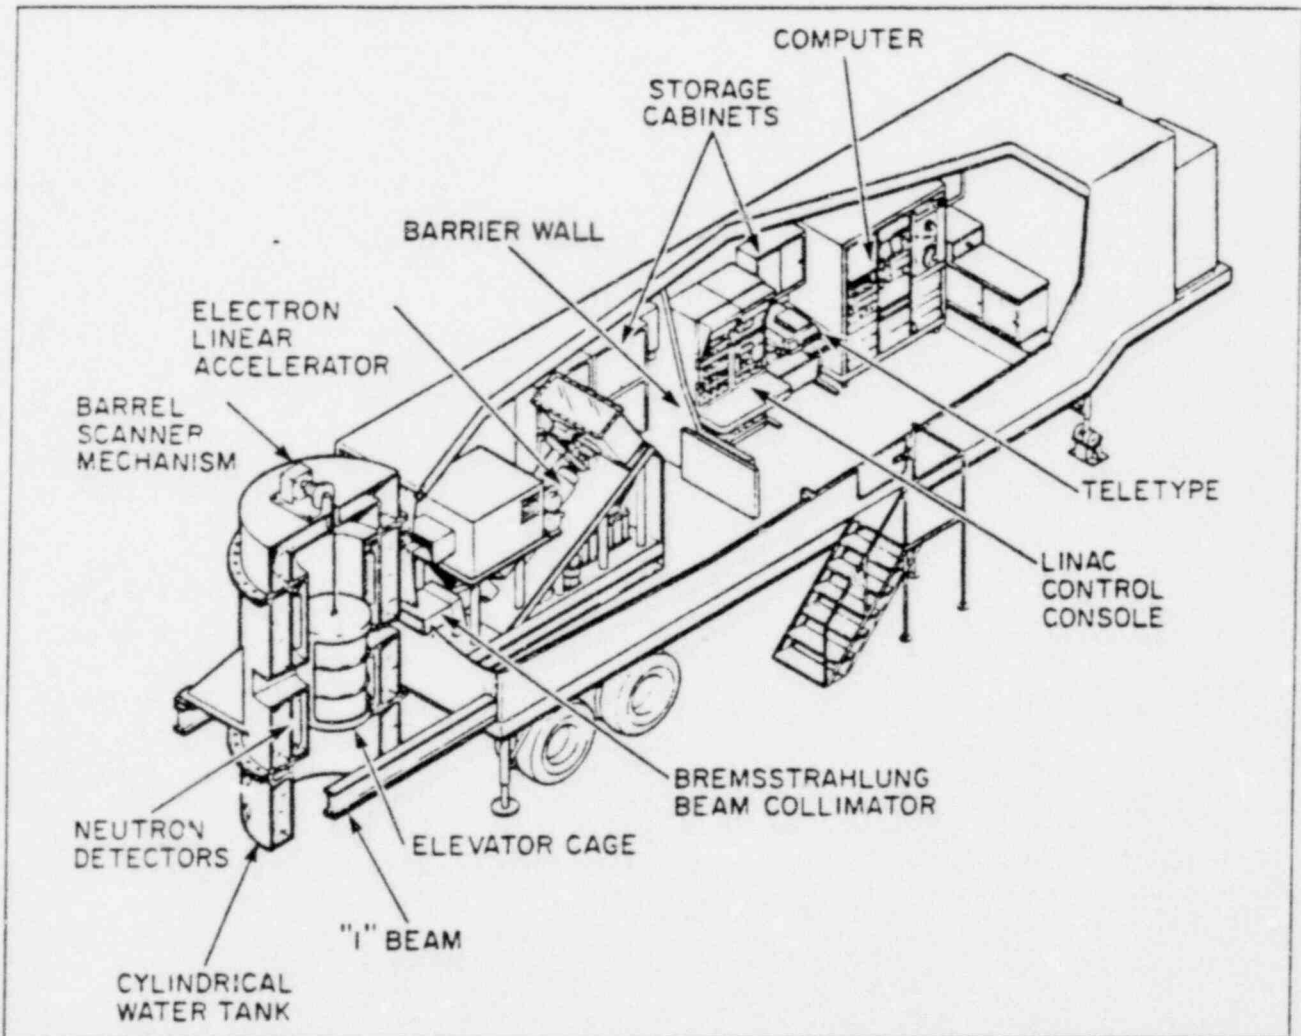 COMPUTER
STORAGE
CABINETS
BARRIER WALL
ELECTRON
LINEAR
ACCELERATOR
BARREL
SCANNER
MECHANISM
TELETYPE
LINAC
CONTROL
CONSOLE
BREMSSTRAHLUNG
BEAM COLLIMATOR
NEUTRON
DETECTORS
ELEVATOR CAGE
"I" BEAM
CYLINDRICAL
WATER TANK